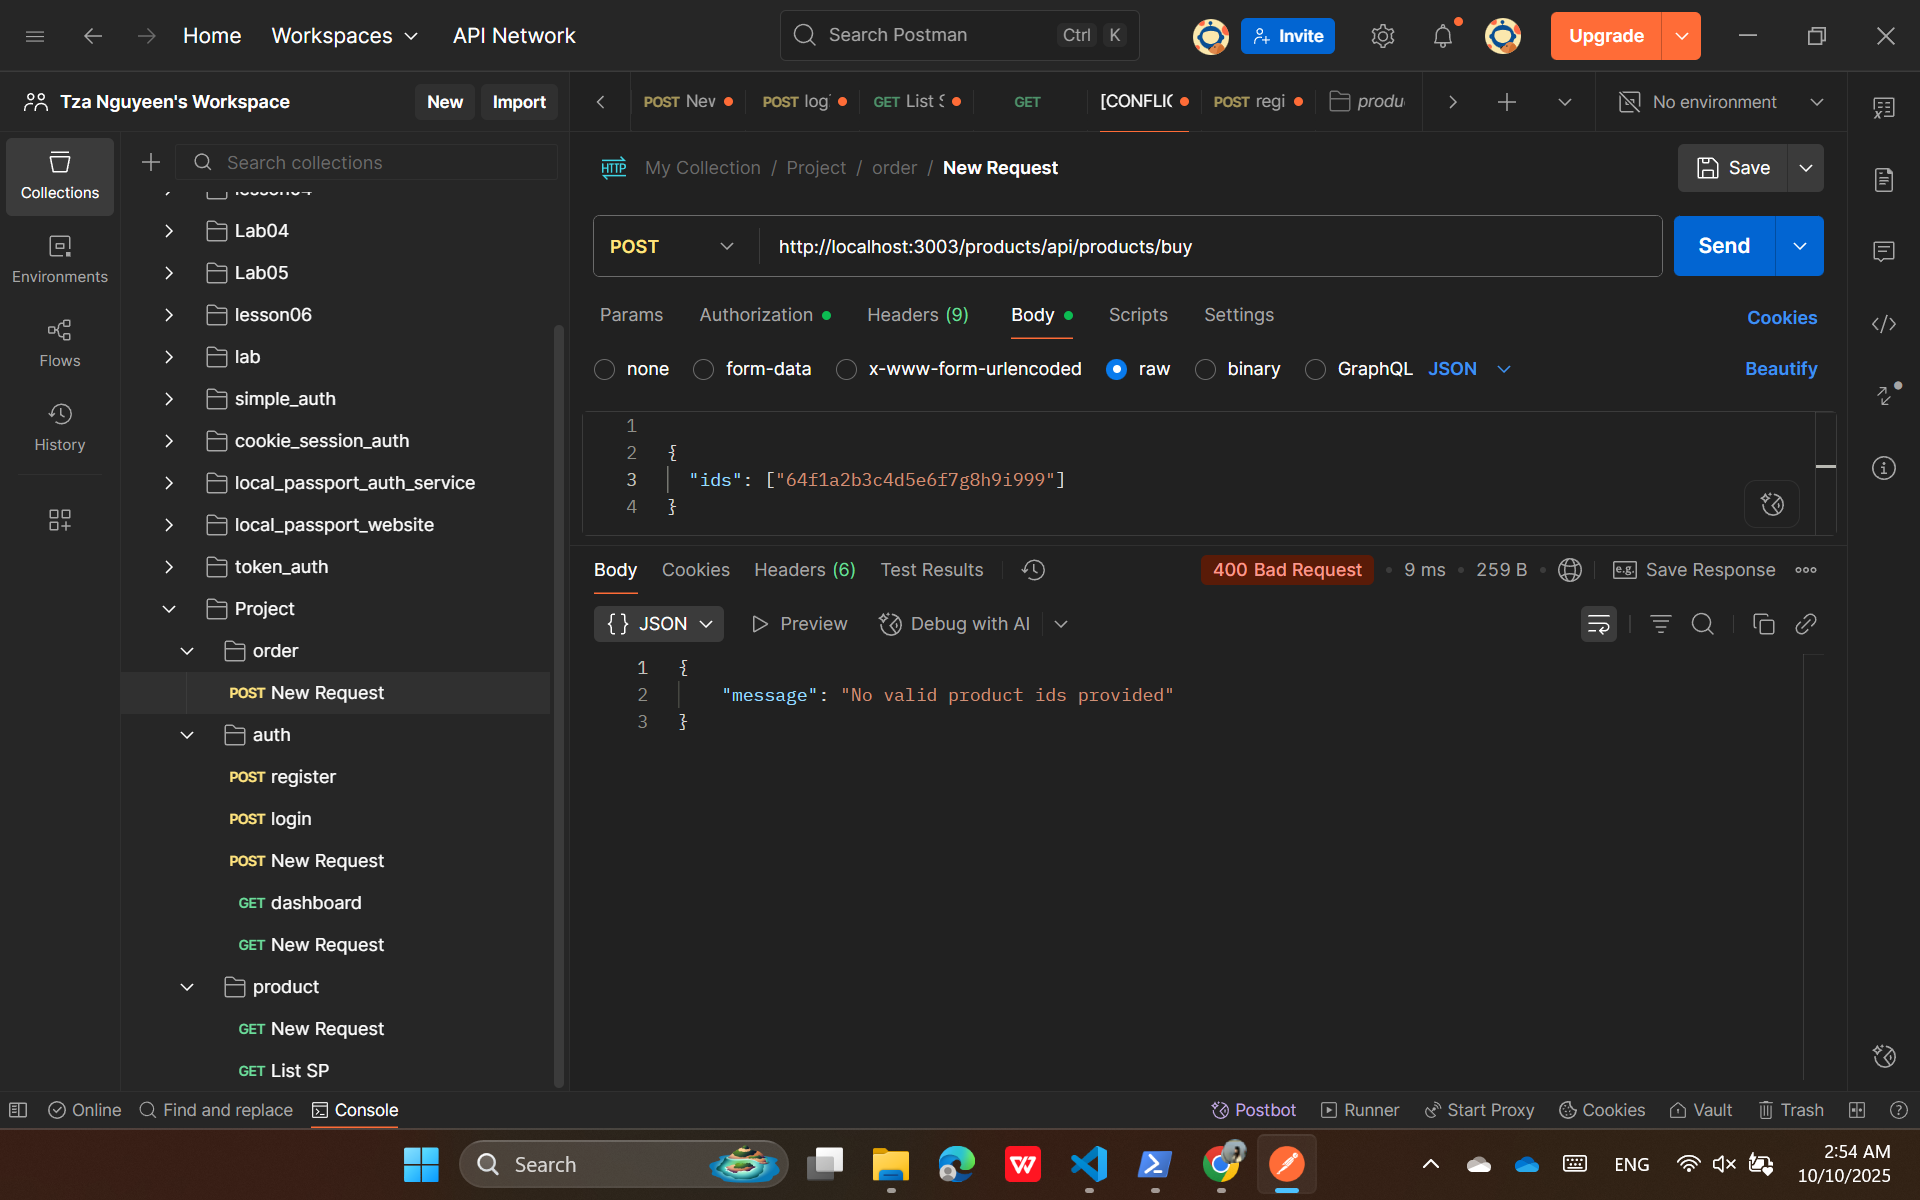 Home
Workspaces
API Network
Search Postman
Ctrl K
Invite
Upgrade
Tza Nguyeen's Workspace
New
Import
POST Nev
POST log
GET List S
GET
[CONFLIC
POST regi
produ
No environment
Collections
Environments
Flows
History
Search collections
lesson04
Lab04
Lab05
lesson06
lab
simple_auth
cookie_session_auth
local_passport_auth_service
local_passport_website
token_auth
Project
order
POST New Request
auth
POST register
POST login
POST New Request
GET dashboard
GET New Request
product
GET New Request
GET List SP
HTTP
My Collection / Project / order / New Request
Save
POST
http://localhost:3003/products/api/products/buy
Send
Params
Authorization
Headers (9)
Body
Scripts
Settings
Cookies
none
form-data
x-www-form-urlencoded
raw
binary
GraphQL
JSON
Beautify
1
2 {
3 "ids": ["64f1a2b3c4d5e6f7g8h9i999"]
4 }
Body
Cookies
Headers (6)
Test Results
400 Bad Request
9 ms
259 B
e.g. Save Response
{} JSON
Preview
Debug with AI
1 {
2 "message": "No valid product ids provided"
3 }
Online
Find and replace
Console
Postbot
Runner
Start Proxy
Cookies
Vault
Trash
Search
ENG
2:54 AM
10/10/2025